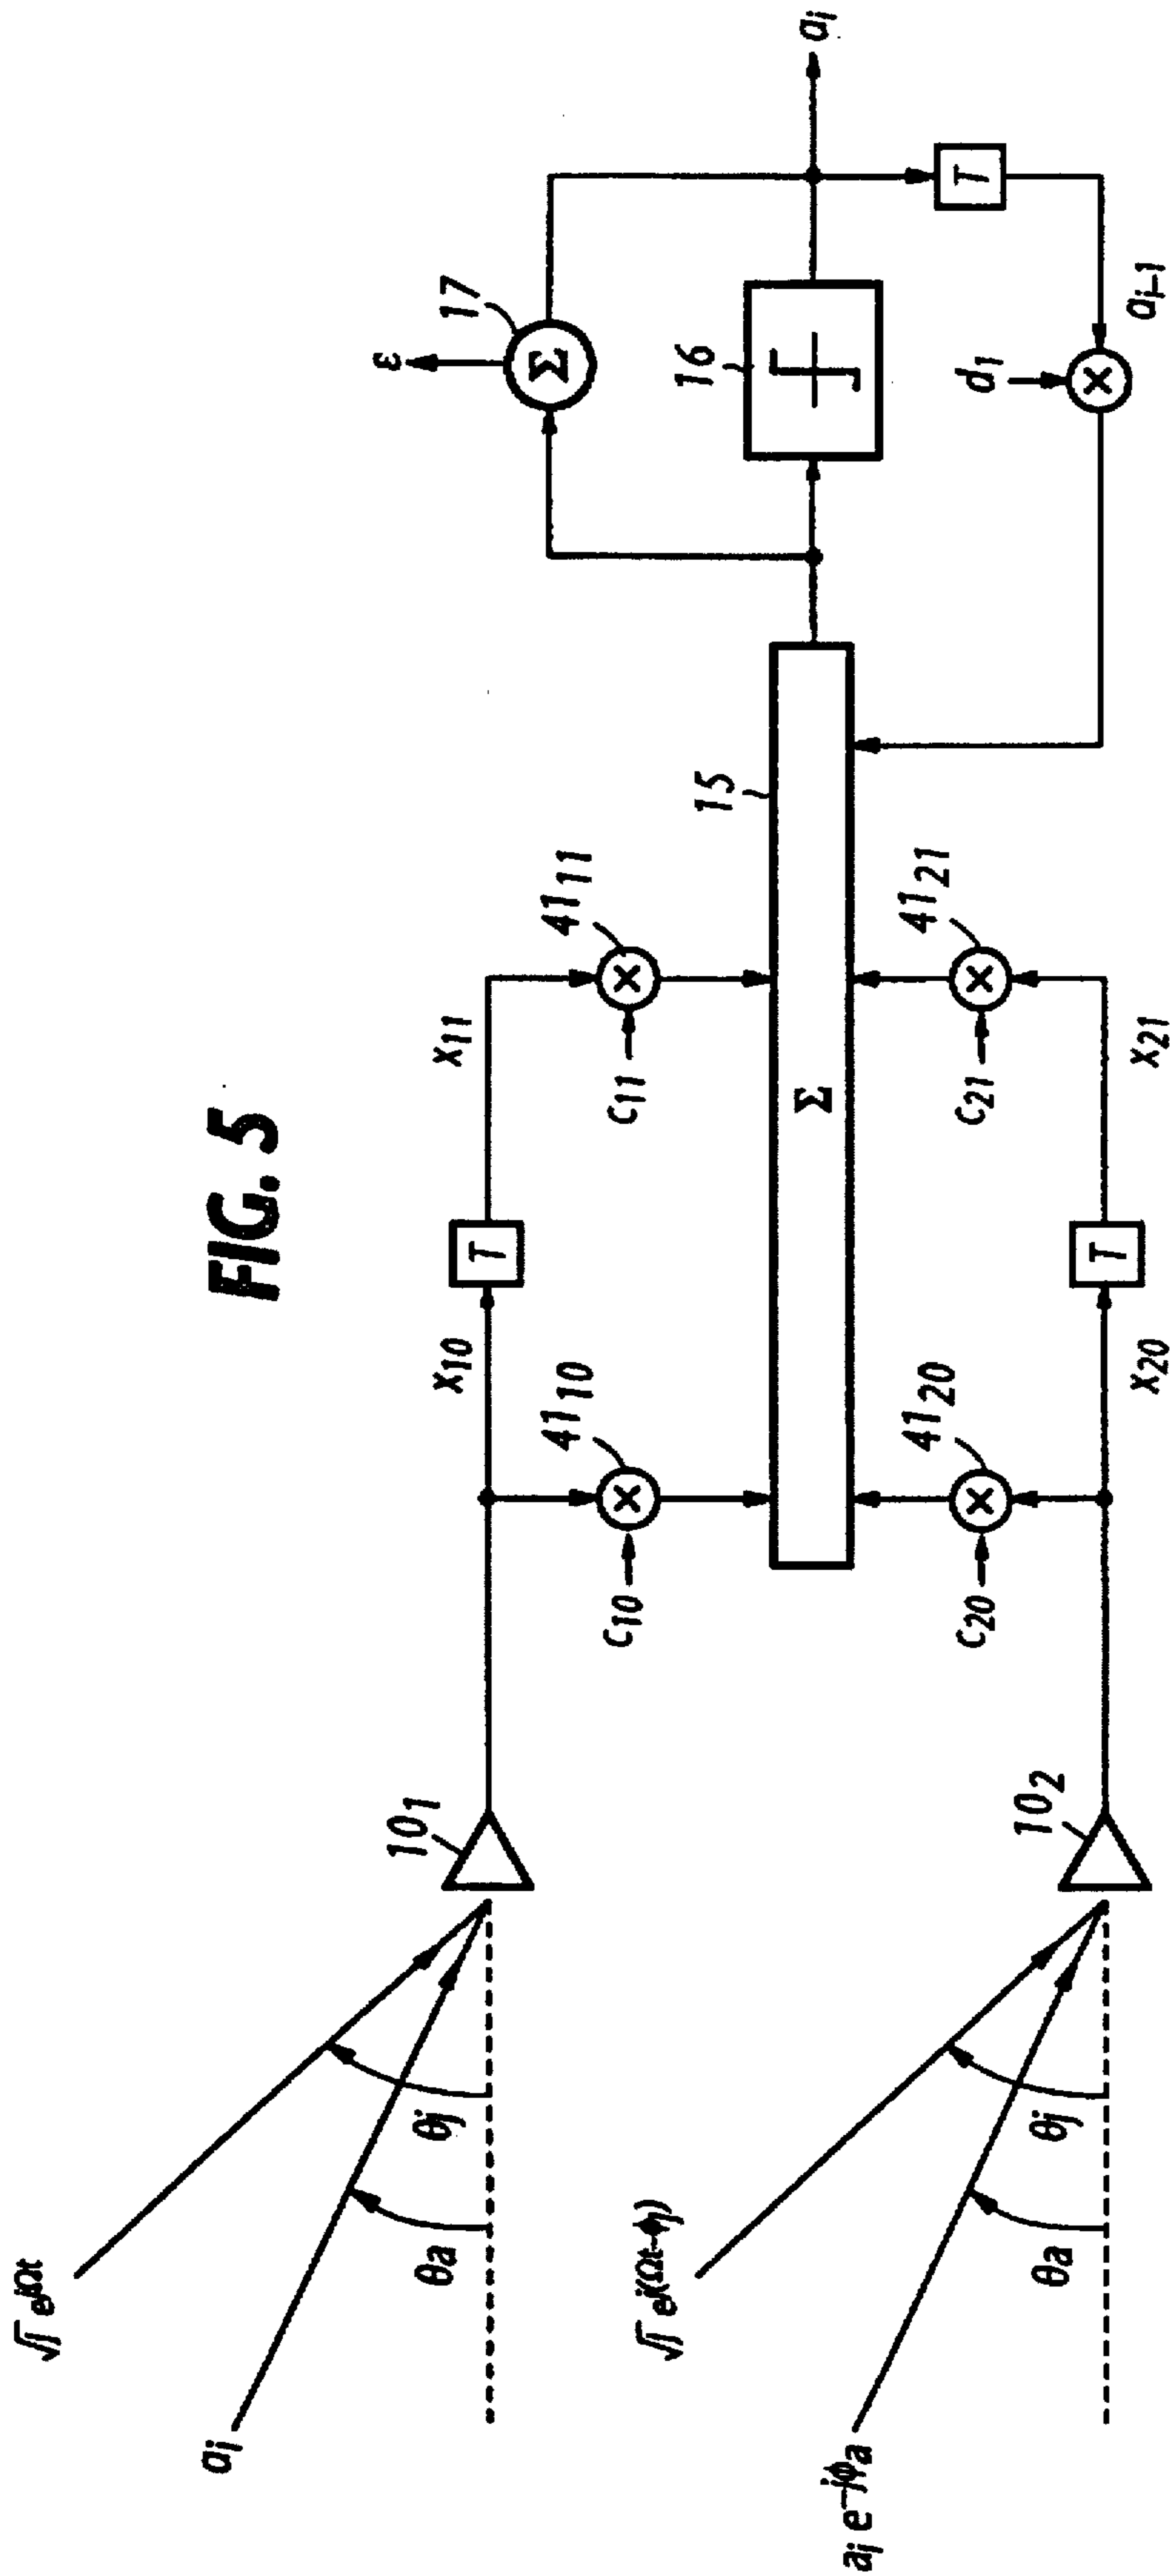 FIG. 5
√J e^{jΩt}
a_i
θ_a
θ_j
10_1
x_10
T
x_11
41_10
c_10
41_11
c_11
15
Σ
17
Σ
ε
16
a_i
T
a_{i–1}
d_1
×
√J e^{j(Ωt–ϕ_j)}
a_i e^{–jϕ_a}
θ_a
θ_j
10_2
x_20
T
x_21
41_20
c_20
41_21
c_21